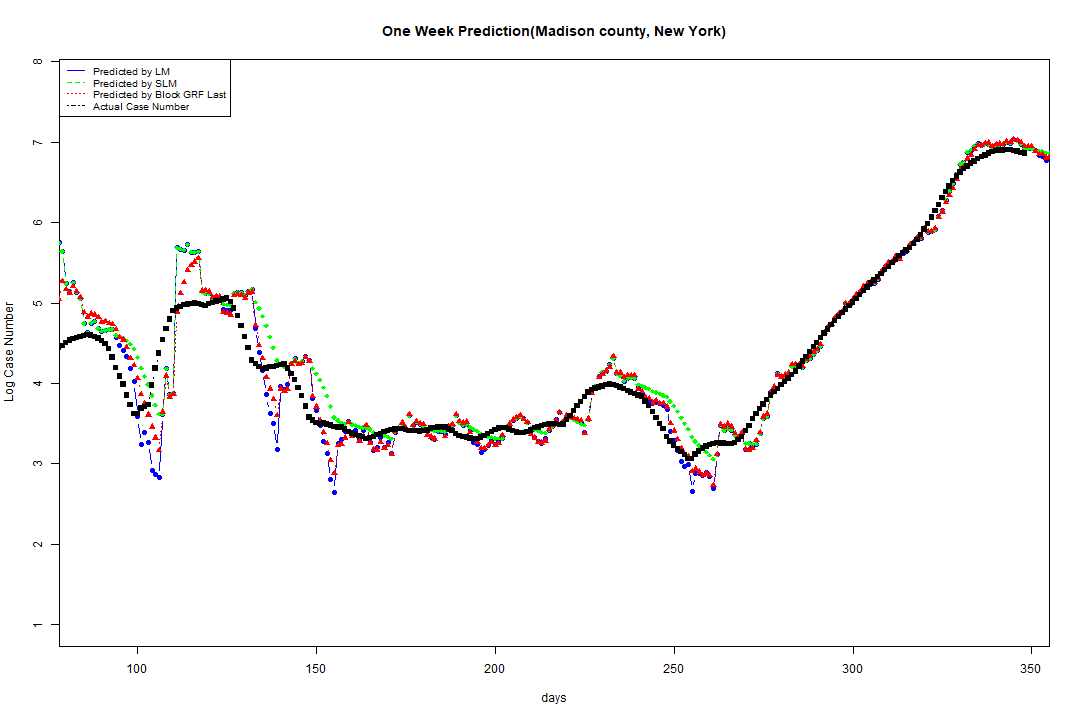 One Week Prediction(Madison county, New York)
Predicted by LM
Predicted by SLM
Predicted by Block GRF Last
Actual Case Number
8
7
6
5
4
3
2
1
Log Case Number
100 150 200 250 300 350
days